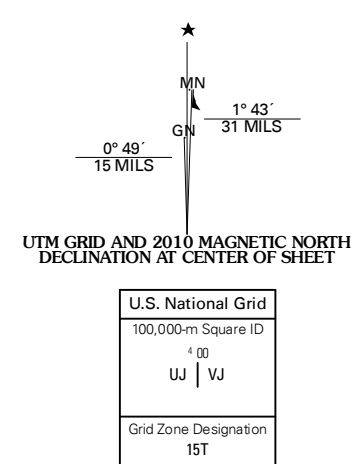 ★
MN
1° 43´
31 MILS
GN
0° 49´
15 MILS
UTM GRID AND 2010 MAGNETIC NORTH
DECLINATION AT CENTER OF SHEET
U.S. National Grid
100,000-m Square ID
4 00
UJ | VJ
Grid Zone Designation
15T